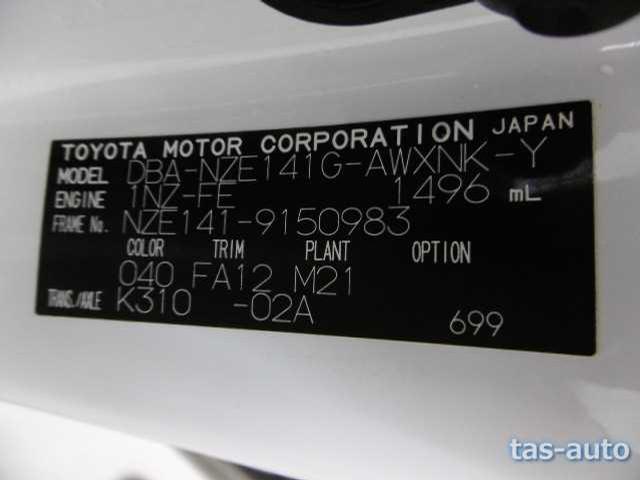 TOYOTA MOTOR CORPORATION JAPAN
MODEL DBA-NZE141G-AWXNK-Y
ENGINE 1NZ-FE 1496 mL
FRAME No. NZE141-9150983
COLOR TRIM PLANT OPTION
040 FA12 M21
TRANS./AXLE K310 -02A
699
tas-auto